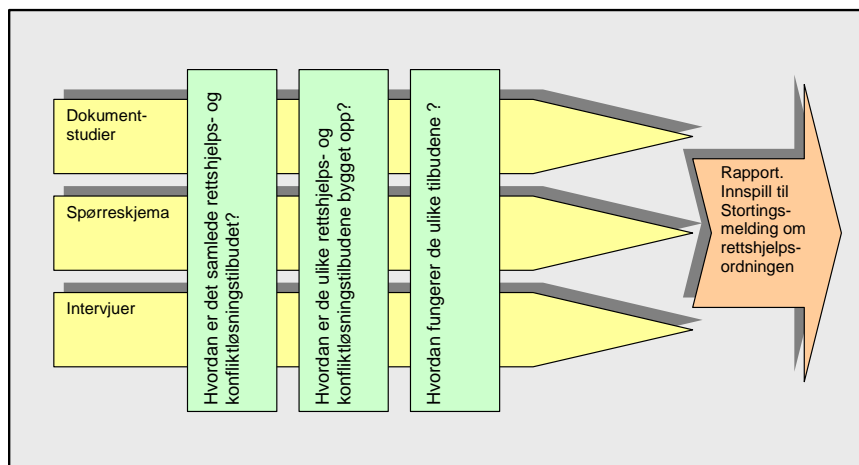 Dokument-
studier
Spørreskjema
Intervjuer
Hvordan er det samlede rettshjelps- og
konfliktløsningstilbudet?
Hvordan er de ulike rettshjelps- og
konfliktløsningstilbudene bygget opp?
Hvordan fungerer de ulike tilbudene ?
Rapport.
Innspill til
Stortings-
melding om
rettshjelps-
ordningen